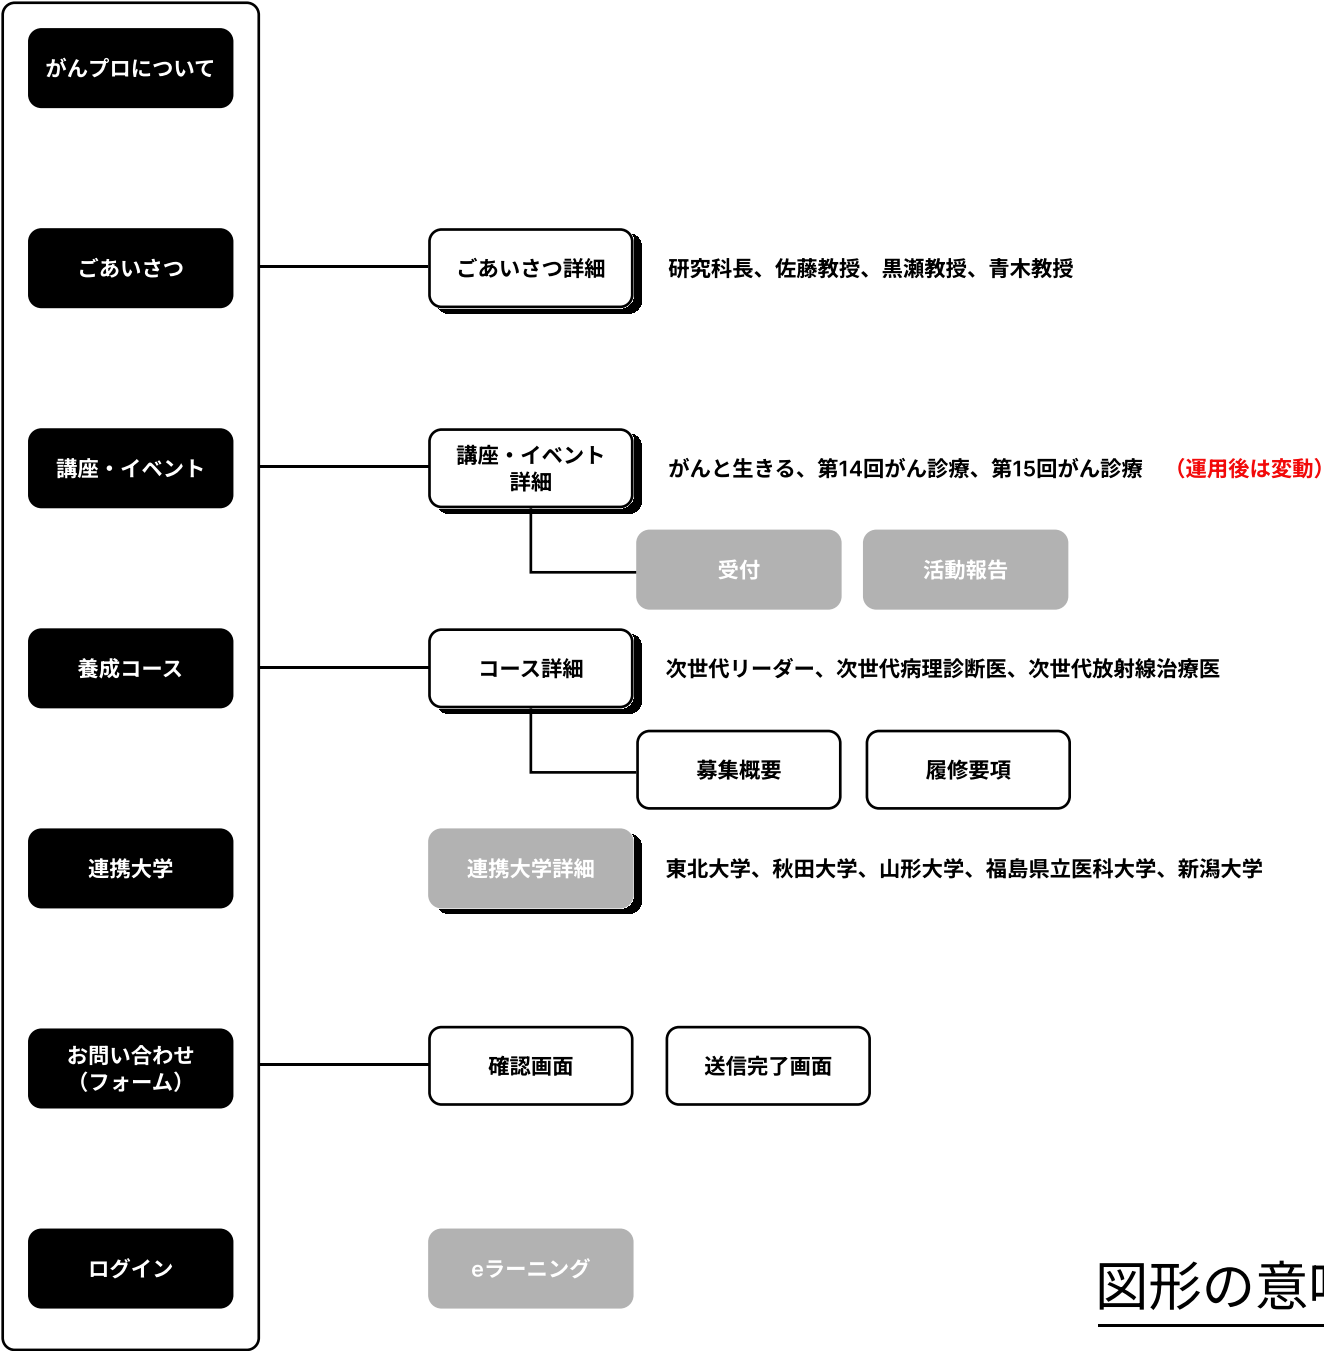 がんプロについて
ごあいさつ
ごあいさつ詳細
研究科長、佐藤教授、黒瀬教授、青木教授
講座・イベント
講座・イベント
詳細
がんと生きる、第14回がん診療、第15回がん診療
（運用後は変動）
受付
活動報告
養成コース
コース詳細
次世代リーダー、次世代病理診断医、次世代放射線治療医
募集概要
履修要項
連携大学
連携大学詳細
東北大学、秋田大学、山形大学、福島県立医科大学、新潟大学
お問い合わせ
（フォーム）
確認画面
送信完了画面
ログイン
eラーニング
図形の意